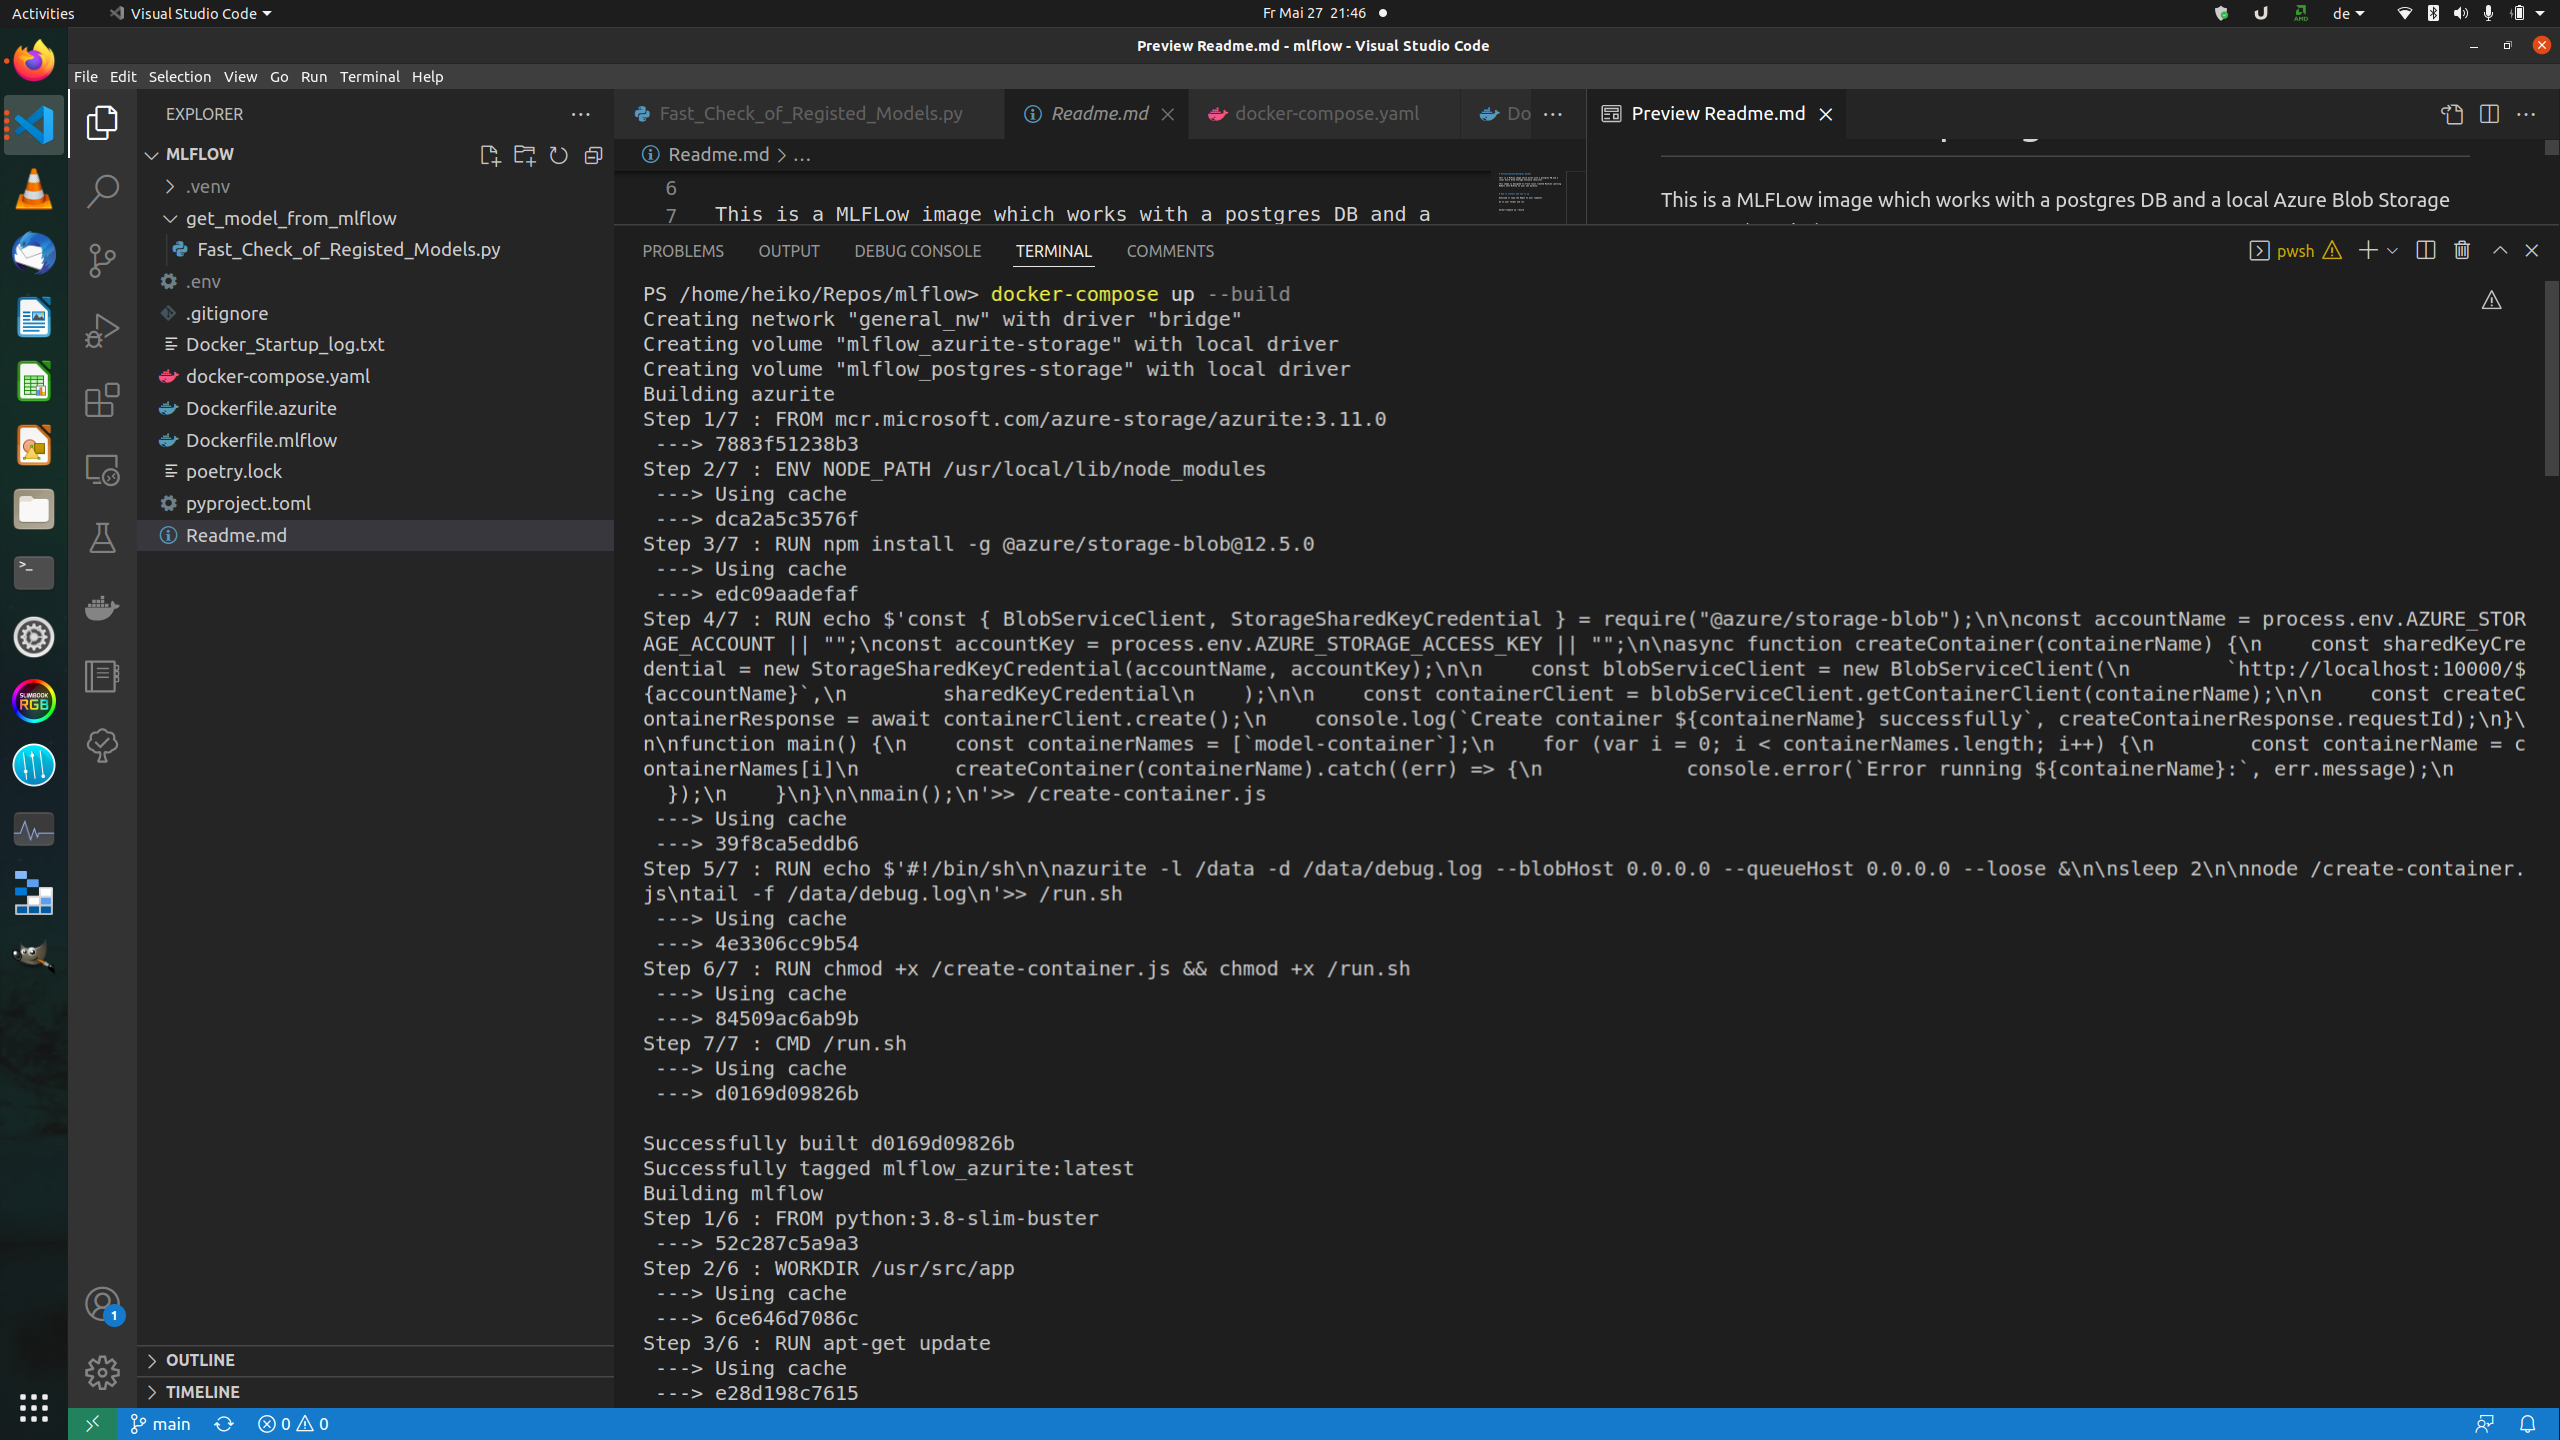 Activities
Visual Studio Code
Fr Mai 27 21:46
de
Preview Readme.md - mlflow - Visual Studio Code
File Edit Selection View Go Run Terminal Help
EXPLORER
MLFLOW
.venv
get_model_from_mlflow
Fast_Check_of_Registed_Models.py
.env
.gitignore
Docker_Startup_log.txt
docker-compose.yaml
Dockerfile.azurite
Dockerfile.mlflow
poetry.lock
pyproject.toml
Readme.md
OUTLINE
TIMELINE
Fast_Check_of_Registed_Models.py
Readme.md
docker-compose.yaml
Do
Preview Readme.md
Readme.md > ...
6
7 This is a MLFLow image which works with a postgres DB and a
This is a MLFLow image which works with a postgres DB and a local Azure Blob Storage
PROBLEMS OUTPUT DEBUG CONSOLE TERMINAL COMMENTS
pwsh
PS /home/heiko/Repos/mlflow> docker-compose up --build
Creating network "general_nw" with driver "bridge"
Creating volume "mlflow_azurite-storage" with local driver
Creating volume "mlflow_postgres-storage" with local driver
Building azurite
Step 1/7 : FROM mcr.microsoft.com/azure-storage/azurite:3.11.0
---> 7883f51238b3
Step 2/7 : ENV NODE_PATH /usr/local/lib/node_modules
---> Using cache
---> dca2a5c3576f
Step 3/7 : RUN npm install -g @azure/storage-blob@12.5.0
---> Using cache
---> edc09aadefaf
Step 4/7 : RUN echo $'const { BlobServiceClient, StorageSharedKeyCredential } = require("@azure/storage-blob");\n\nconst accountName = process.env.AZURE_STOR
AGE_ACCOUNT || "";\nconst accountKey = process.env.AZURE_STORAGE_ACCESS_KEY || "";\n\nasync function createContainer(containerName) {\n    const sharedKeyCre
dential = new StorageSharedKeyCredential(accountName, accountKey);\n\n    const blobServiceClient = new BlobServiceClient(\n        `http://localhost:10000/$
{accountName}`,\n        sharedKeyCredential\n    );\n\n    const containerClient = blobServiceClient.getContainerClient(containerName);\n\n    const createC
ontainerResponse = await containerClient.create();\n    console.log(`Create container ${containerName} successfully`, createContainerResponse.requestId);\n}\
n\nfunction main() {\n    const containerNames = [`model-container`];\n    for (var i = 0; i < containerNames.length; i++) {\n        const containerName = c
ontainerNames[i]\n        createContainer(containerName).catch((err) => {\n            console.error(`Error running ${containerName}:`, err.message);\n
});\n    }\n}\n\nmain();\n'>> /create-container.js
---> Using cache
---> 39f8ca5eddb6
Step 5/7 : RUN echo $'#!/bin/sh\n\nazurite -l /data -d /data/debug.log --blobHost 0.0.0.0 --queueHost 0.0.0.0 --loose &\n\nsleep 2\n\nnode /create-container.
js\ntail -f /data/debug.log\n'>> /run.sh
---> Using cache
---> 4e3306cc9b54
Step 6/7 : RUN chmod +x /create-container.js && chmod +x /run.sh
---> Using cache
---> 84509ac6ab9b
Step 7/7 : CMD /run.sh
---> Using cache
---> d0169d09826b
Successfully built d0169d09826b
Successfully tagged mlflow_azurite:latest
Building mlflow
Step 1/6 : FROM python:3.8-slim-buster
---> 52c287c5a9a3
Step 2/6 : WORKDIR /usr/src/app
---> Using cache
---> 6ce646d7086c
Step 3/6 : RUN apt-get update
---> Using cache
---> e28d198c7615
SLIMBOOK
RGB
AMD
1
main
0 0